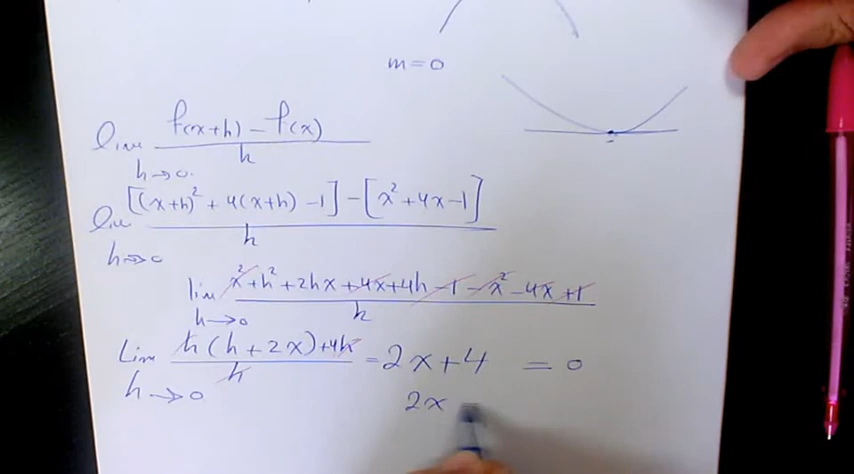 m=0
lim f(x+h) - f(x) / h
h→0.
lim [(x+h)² + 4(x+h) - 1] - [x² + 4x - 1] / h
h→0
lim x² + h² + 2hx + 4x + 4h - 1 - x² - 4x + 1 / h
h→0
Lim h(h + 2x) + 4h / h = 2x + 4 = 0
h→0
2x